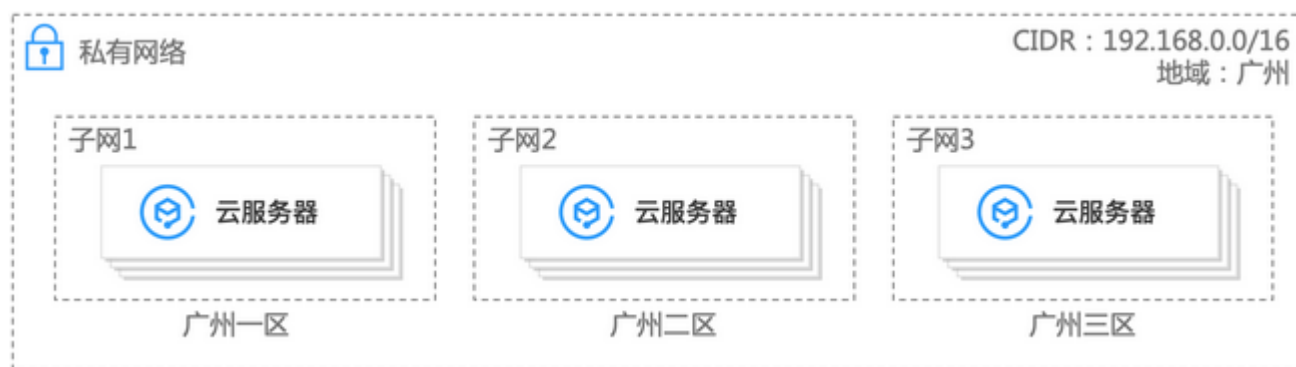 私有网络
CIDR：192.168.0.0/16
地域：广州
子网1
云服务器
广州一区
子网2
云服务器
广州二区
子网3
云服务器
广州三区